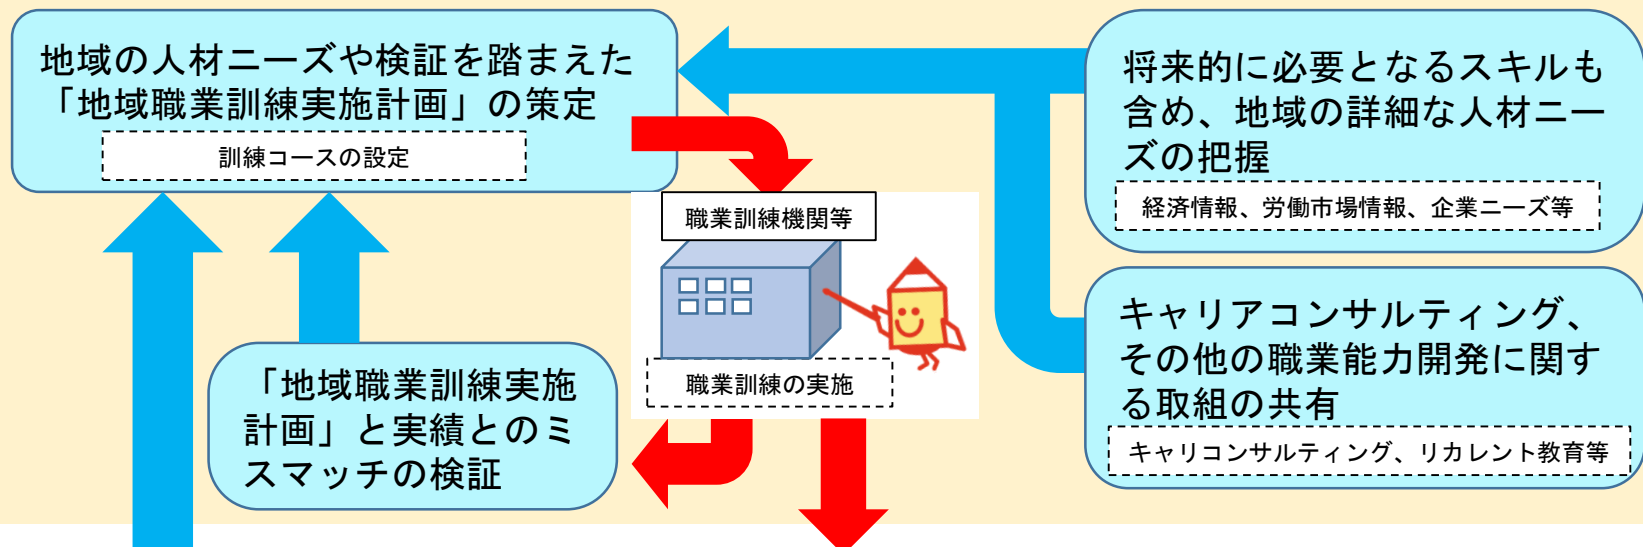 地域の人材ニーズや検証を踏まえた
「地域職業訓練実施計画」の策定
訓練コースの設定
将来的に必要となるスキルも
含め、地域の詳細な人材ニー
ズの把握
経済情報、労働市場情報、企業ニーズ等
職業訓練機関等
職業訓練の実施
「地域職業訓練実施
計画」と実績とのミ
スマッチの検証
キャリアコンサルティング、
その他の職業能力開発に関す
る取組の共有
キャリコンサルティング、リカレント教育等